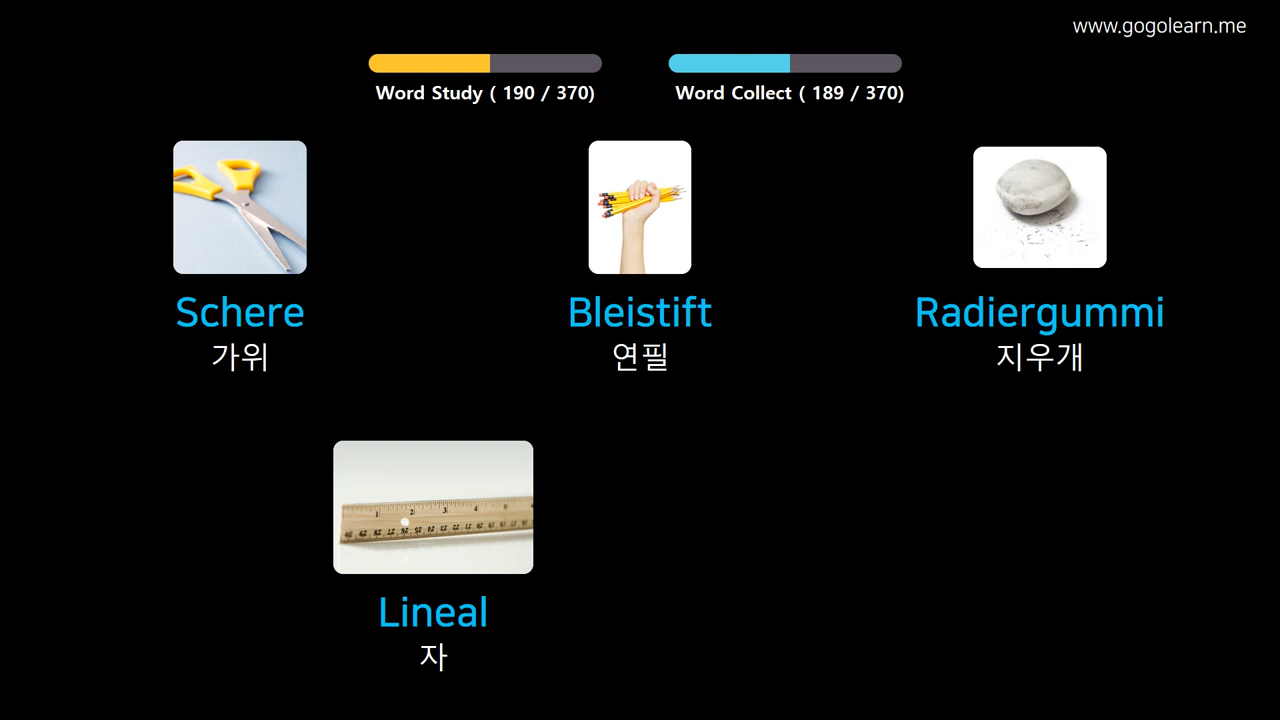 www.gogolearn.me
Word Study ( 190 / 370)
Word Collect ( 189 / 370)
Schere
가위
Bleistift
연필
Radiergummi
지우개
Lineal
자